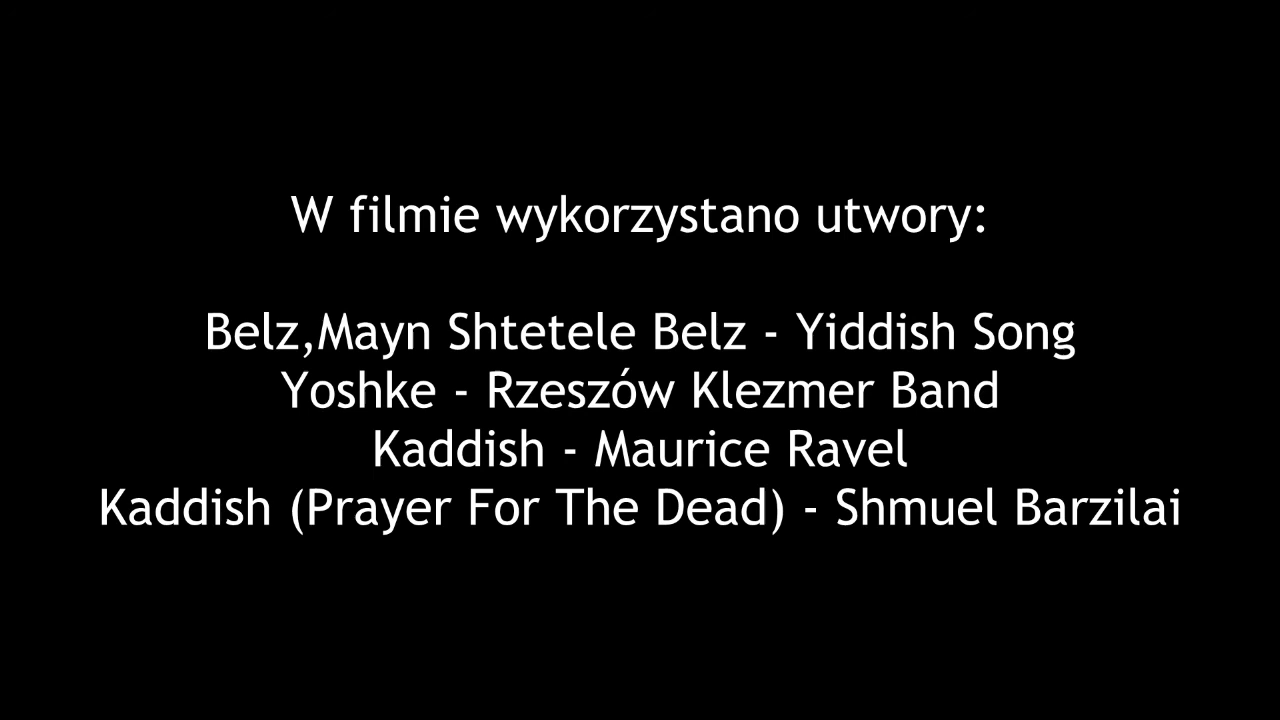 W filmie wykorzystano utwory:
Belz,Mayn Shtetele Belz - Yiddish Song
Yoshke - Rzeszów Klezmer Band
Kaddish - Maurice Ravel
Kaddish (Prayer For The Dead) - Shmuel Barzilai